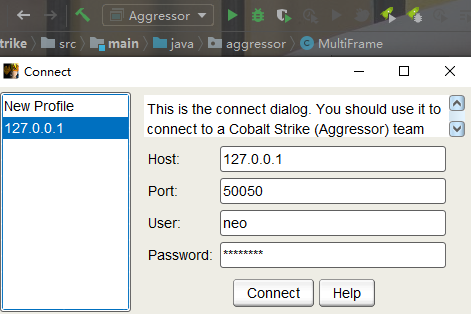 Aggressor
trike src main java aggressor MultiFrame
Connect
New Profile
127.0.0.1
This is the connect dialog. You should use it to
connect to a Cobalt Strike (Aggressor) team
Host: 127.0.0.1
Port: 50050
User: neo
Password: ********
Connect Help